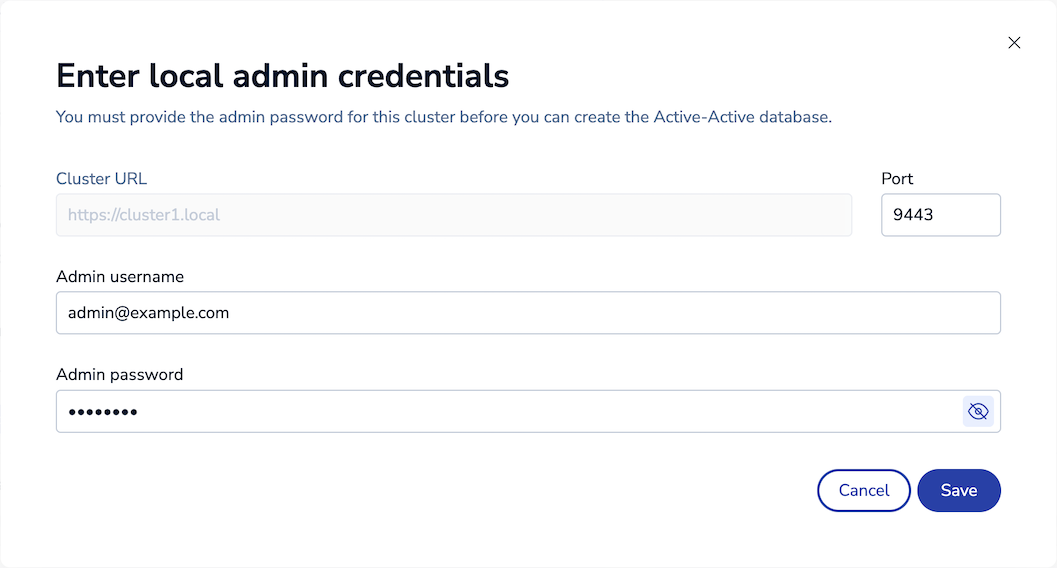 Enter local admin credentials
You must provide the admin password for this cluster before you can create the Active-Active database.
Cluster URL
Port
https://cluster1.local
9443
Admin username
admin@example.com
Admin password
••••••••
Cancel
Save